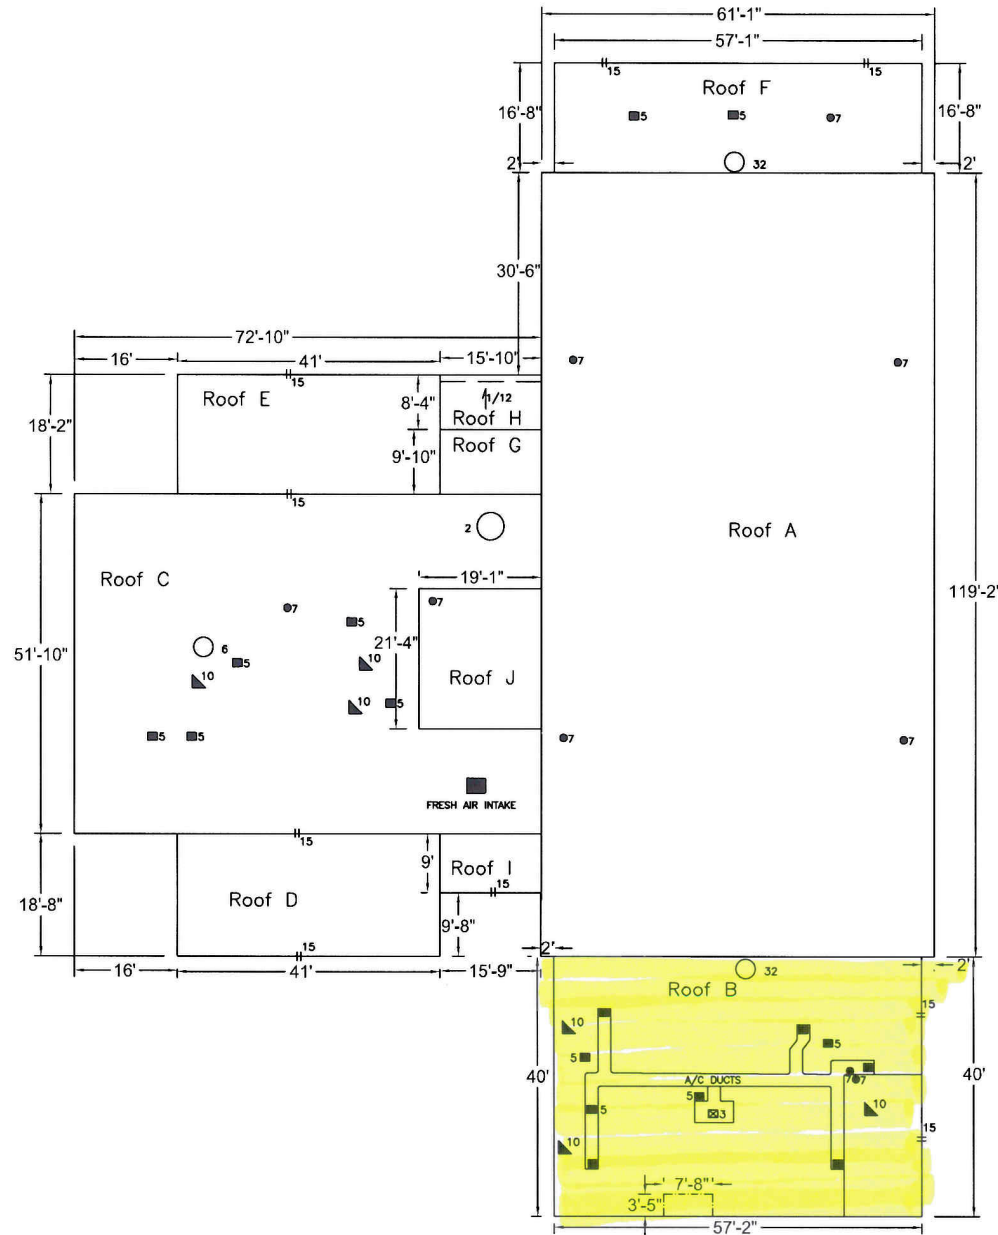 61'-1"
57'-1"
15 15
Roof F
16'-8" 5 5 7 16'-8"
2' 32 2'
30'-6"
72'-10"
16' 41' 15'-10"
7 7
15
Roof E 8'-4" 1/12
Roof H
18'-2"
9'-10" Roof G
15
2
Roof A
Roof C 19'-1"
119'-2"
7 7
5
21'-4"
51'-10" 6 5 10
10 Roof J
10 5
5 5 7 7
FRESH AIR INTAKE
15
9' Roof I
15
18'-8" Roof D 9'-8"
15 2'
16' 41' 15'-9" 2'
32
Roof B
15
10
5 5
40' A/C DUCTS 7 7 40'
5 5 3 10
15
10
7'-8"
3'-5"
57'-2"